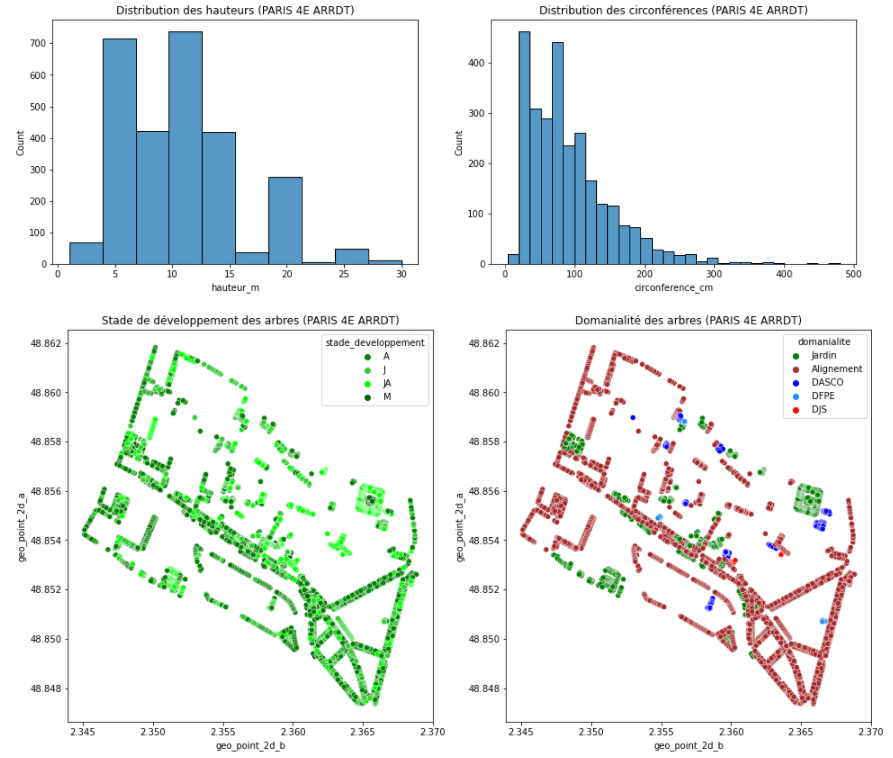 Distribution des hauteurs (PARIS 4E ARRDT)
700
600
500
400
300
200
100
0
Count
0 5 10 15 20 25 30
hauteur_m
Distribution des circonférences (PARIS 4E ARRDT)
400
300
200
100
0
Count
0 100 200 300 400 500
circonference_cm
Stade de développement des arbres (PARIS 4E ARRDT)
stade_developpement
A
J
JA
M
48.862
48.860
48.858
48.856
48.854
48.852
48.850
48.848
geo_point_2d_a
2.345 2.350 2.355 2.360 2.365 2.370
geo_point_2d_b
Domanialité des arbres (PARIS 4E ARRDT)
domanialite
Jardin
Alignement
DASCO
DFPE
DJS
48.862
48.860
48.858
48.856
48.854
48.852
48.850
48.848
geo_point_2d_a
2.345 2.350 2.355 2.360 2.365 2.370
geo_point_2d_b